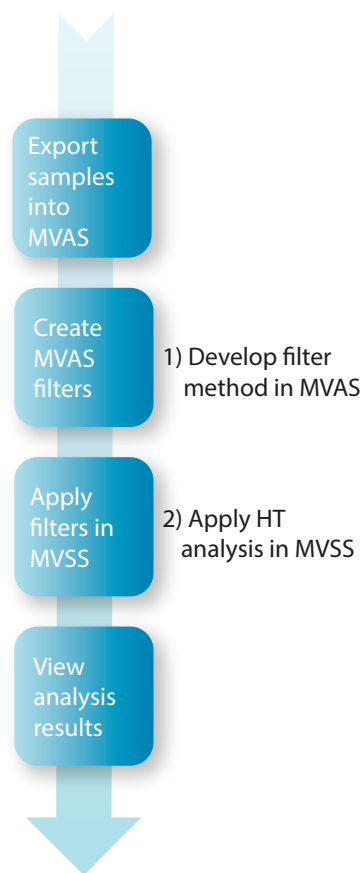 Export
samples
into
MVAS
Create
MVAS
filters
1) Develop filter
method in MVAS
Apply
filters in
MVSS
2) Apply HT
analysis in MVSS
View
analysis
results